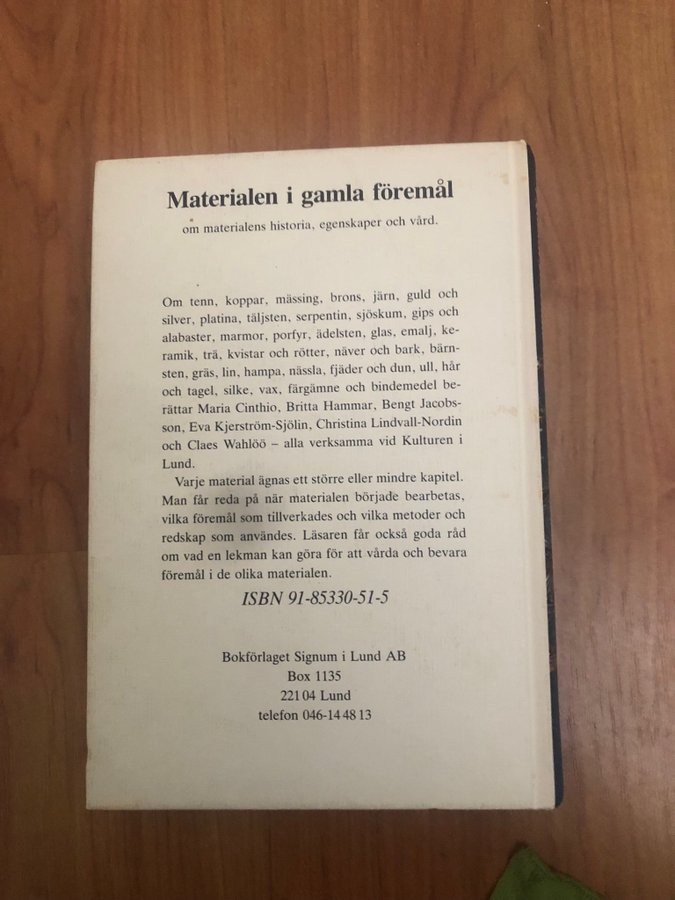 Materialen i gamla föremål
om materialens historia, egenskaper och vård.
Om tenn, koppar, mässing, brons, järn, guld och
silver, platina, täljsten, serpentin, sjöskum, gips och
alabaster, marmor, porfyr, ädelsten, glas, emalj, ke-
ramik, trä, kvistar och rötter, näver och bark, bärn-
sten, gräs, lin, hampa, nässla, fjäder och dun, ull, hår
och tagel, silke, vax, färgämne och bindemedel be-
rättar Maria Cinthio, Britta Hammar, Bengt Jacobs-
son, Eva Kjerström-Sjölin, Christina Lindvall-Nordin
och Claes Wahlöö – alla verksamma vid Kulturen i
Lund.
Varje material ägnas ett större eller mindre kapitel.
Man får reda på när materialen började bearbetas,
vilka föremål som tillverkades och vilka metoder och
redskap som användes. Läsaren får också goda råd
om vad en lekman kan göra för att vårda och bevara
föremål i de olika materialen.
ISBN 91-85330-51-5
Bokförlaget Signum i Lund AB
Box 1135
221 04 Lund
telefon 046-14 48 13